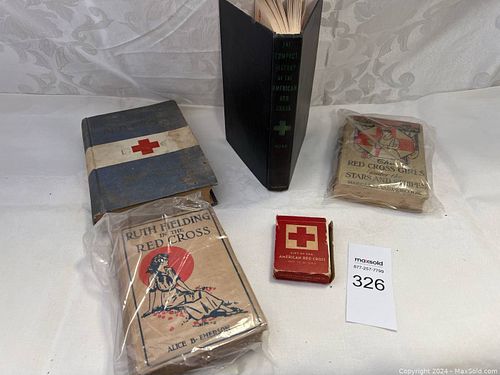 THE
COMPACT
HISTORY
OF THE
AMERICAN RED
CROSS
RED CROSS GIRLS
STARS AND STRIPES
RUTH FIELDING
IN THE
RED CROSS
ALICE B. EMERSON
AMERICAN RED CROSS
maxsold
877-257-7799
326
Copyright 2024 - MaxSold.com